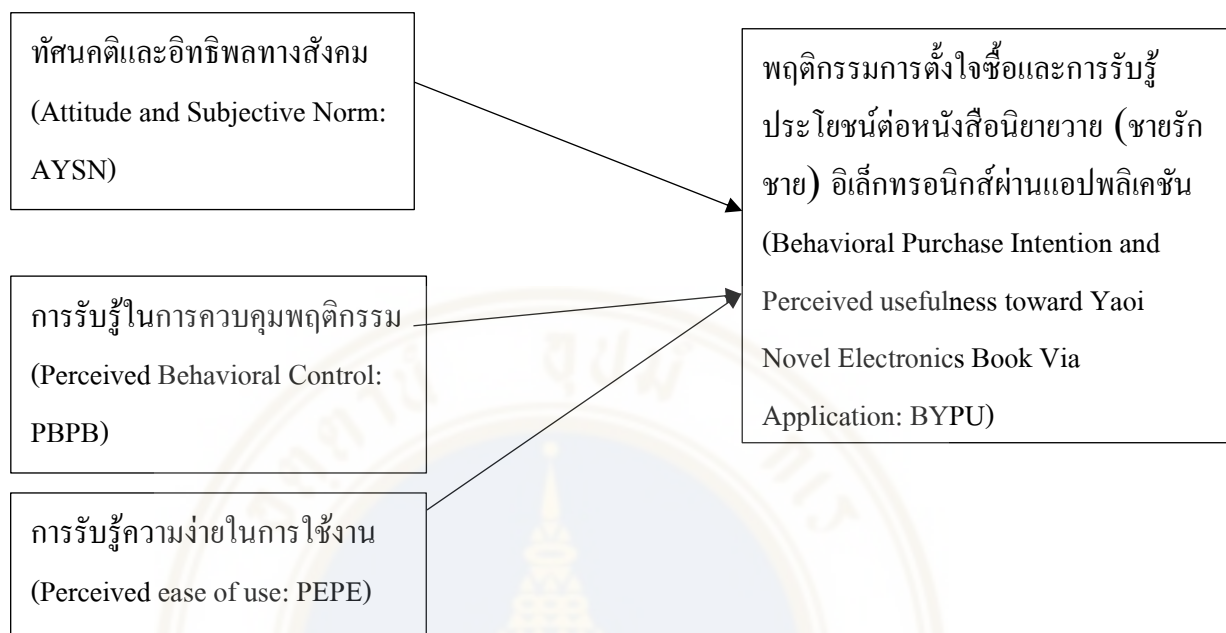 ทัศนคติและอิทธิพลทางสังคม
(Attitude and Subjective Norm:
AYSN)
การรับรู้ในการควบคุมพฤติกรรม
(Perceived Behavioral Control:
PBPB)
การรับรู้ความง่ายในการใช้งาน
(Perceived ease of use: PEPE)
พฤติกรรมการตั้งใจซื้อและการรับรู้
ประโยชน์ต่อหนังสือนิยายวาย (ชายรัก
ชาย) อิเล็กทรอนิกส์ผ่านแอปพลิเคชัน
(Behavioral Purchase Intention and
Perceived usefulness toward Yaoi
Novel Electronics Book Via
Application: BYPU)